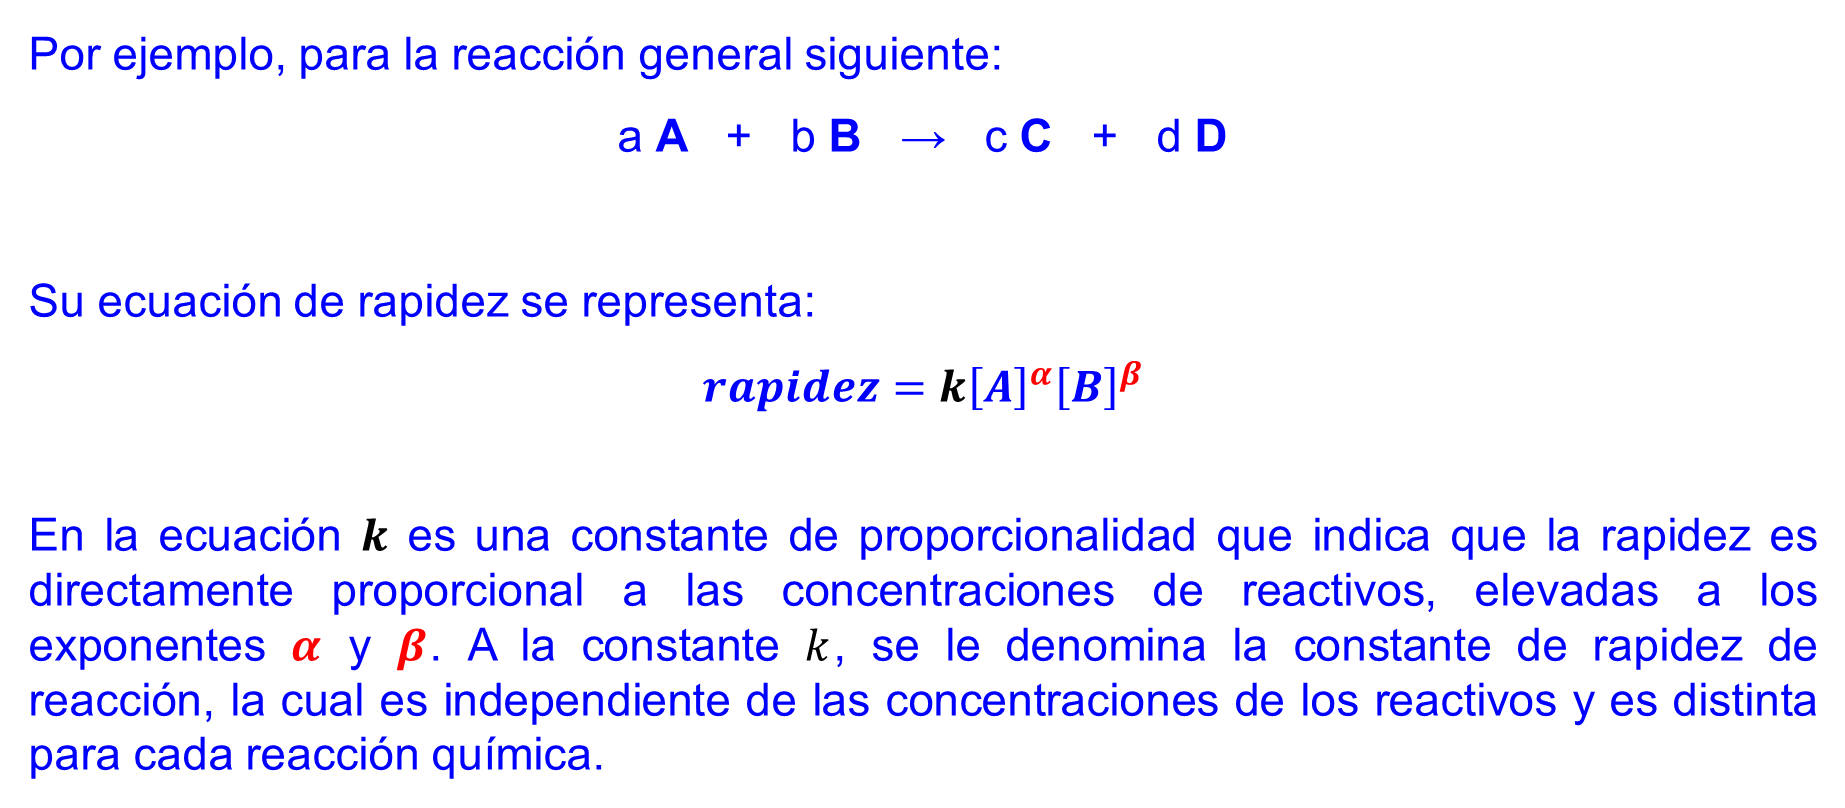 Por ejemplo, para la reacción general siguiente:
a A + b B → c C + d D
Su ecuación de rapidez se representa:
rapidez = k[A]^α[B]^β
En la ecuación k es una constante de proporcionalidad que indica que la rapidez es
directamente proporcional a las concentraciones de reactivos, elevadas a los
exponentes α y β. A la constante k, se le denomina la constante de rapidez de
reacción, la cual es independiente de las concentraciones de los reactivos y es distinta
para cada reacción química.